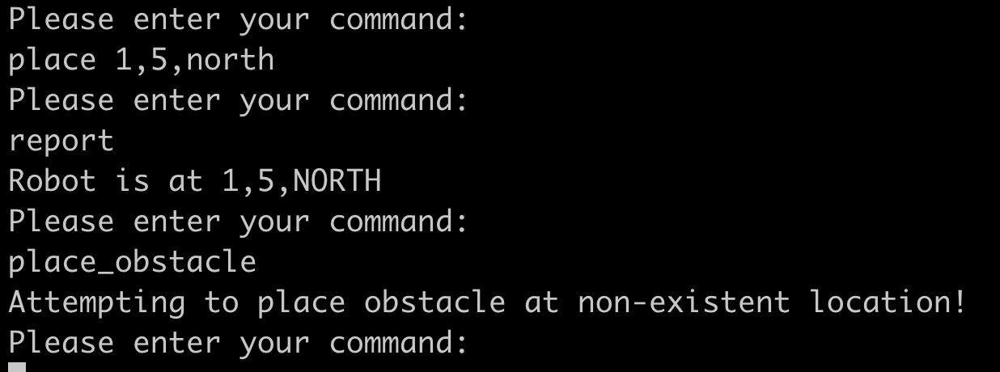 Please enter your command:
place 1,5,north
Please enter your command:
report
Robot is at 1,5,NORTH
Please enter your command:
place_obstacle
Attempting to place obstacle at non-existent location!
Please enter your command: